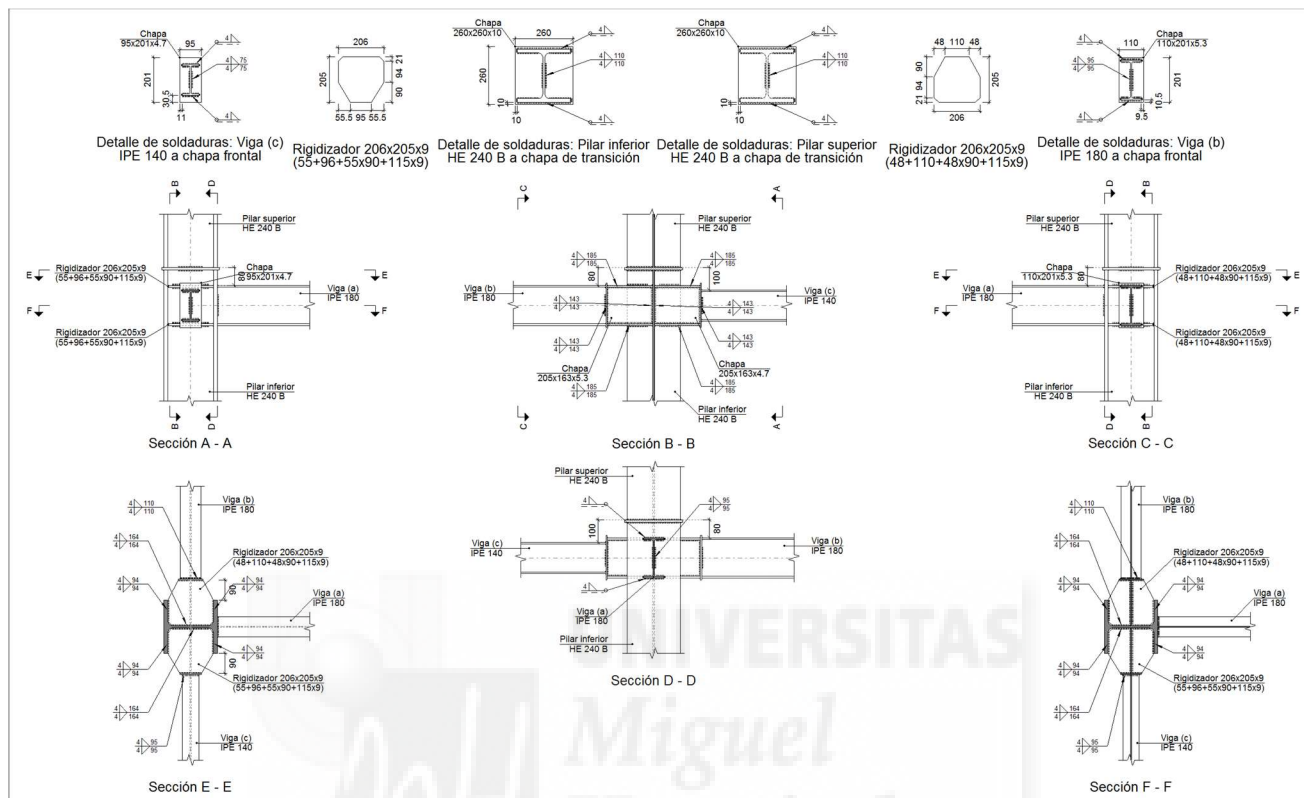 Chapa
95x201x4.7
95
4
75
4 75
4
201
30.5
11
Detalle de soldaduras: Viga (c)
IPE 140 a chapa frontal
206
205
21
94
90
55.5 95 55.5
Rigidizador 206x205x9
(55+96+55x90+115x9)
Chapa
260x260x10
260
4
110
4 110
4
260
10
10
Detalle de soldaduras: Pilar inferior
HE 240 B a chapa de transición
Chapa
260x260x10
4
110
4 110
4
10
10
Detalle de soldaduras: Pilar superior
HE 240 B a chapa de transición
48 110 48
90
94
21
205
206
Rigidizador 206x205x9
(48+110+48x90+115x9)
4
110
Chapa
110x201x5.3
95
4 95
4
201
10.5
9.5
Detalle de soldaduras: Viga (b)
IPE 180 a chapa frontal
B D
Pilar superior
HE 240 B
E
Rigidizador 206x205x9
(55+96+55x90+115x9)
80
Chapa
95x201x4.7
E
Viga (a)
IPE 180
F
F
Rigidizador 206x205x9
(55+96+55x90+115x9)
Pilar inferior
HE 240 B
B D
Sección A - A
C
A
Pilar superior
HE 240 B
4 185
4 185
80
4 185
4 185
100
Viga (b)
IPE 180
Viga (c)
IPE 140
4 143
4 143
4 143
4 143
4 143
4 143
4 143
4 143
Chapa
205x163x5.3
Chapa
205x163x4.7
4 185
4 185
4 185
4 185
Pilar inferior
HE 240 B
C
A
Sección B - B
D B
Pilar superior
HE 240 B
E
Chapa
110x201x5.3
80
Rigidizador 206x205x9
(48+110+48x90+115x9)
E
Viga (a)
IPE 180
F
F
Rigidizador 206x205x9
(48+110+48x90+115x9)
Pilar inferior
HE 240 B
D B
Sección C - C
4 110
4 110
Viga (b)
IPE 180
4 164
4 164
Rigidizador 206x205x9
(48+110+48x90+115x9)
4 94
4 94
90
4 94
4 94
Viga (a)
IPE 180
4 94
4 94
90
4 94
4 94
Rigidizador 206x205x9
(55+96+55x90+115x9)
4 164
4 164
4 95
4 95
Viga (c)
IPE 140
Sección E - E
Pilar superior
HE 240 B
4
4 95
4 95
100
80
Viga (c)
IPE 140
Viga (b)
IPE 180
4
Viga (a)
IPE 180
Pilar inferior
HE 240 B
Sección D - D
4 110
4 110
Viga (b)
IPE 180
4 164
4 164
Rigidizador 206x205x9
(48+110+48x90+115x9)
4 94
4 94
4 94
4 94
Viga (a)
IPE 180
4 94
4 94
4 94
4 94
Rigidizador 206x205x9
(55+96+55x90+115x9)
4 164
4 164
4 95
4 95
Viga (c)
IPE 140
Sección F - F
UNIVERSITAS
Miguel